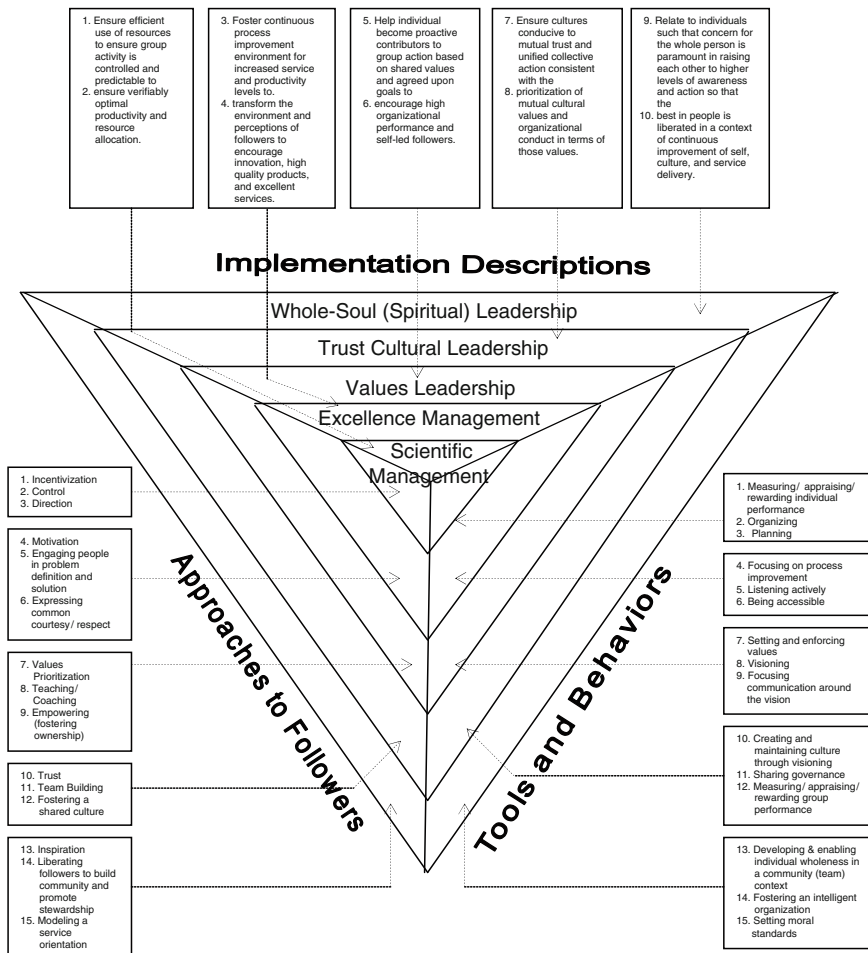 1. Ensure efficient
use of resources
to ensure group
activity is
controlled and
predictable to
2. ensure verifiably
optimal
productivity and
resource
allocation.
3. Foster continuous
process
improvement
environment for
increased service
and productivity
levels to.
4. transform the
environment and
perceptions of
followers to
encourage
innovation, high
quality products,
and excellent
services.
5. Help individual
become proactive
contributors to
group action based
on shared values
and agreed upon
goals to
6. encourage high
organizational
performance and
self-led followers.
7. Ensure cultures
conducive to
mutual trust and
unified collective
action consistent
with the
8. prioritization of
mutual cultural
values and
organizational
conduct in terms of
those values.
9. Relate to individuals
such that concern for
the whole person is
paramount in raising
each other to higher
levels of awareness
and action so that
the
10. best in people is
liberated in a context
of continuous
improvement of self,
culture, and service
delivery.
Implementation Descriptions
Whole-Soul (Spiritual) Leadership
Trust Cultural Leadership
Values Leadership
Excellence Management
Scientific
Management
1. Incentivization
2. Control
3. Direction
4. Motivation
5. Engaging people
in problem
definition and
solution
6. Expressing
common
courtesy/ respect
7. Values
Prioritization
8. Teaching/
Coaching
9. Empowering
(fostering
ownership)
10. Trust
11. Team Building
12. Fostering a
shared culture
13. Inspiration
14. Liberating
followers to build
community and
promote
stewardship
15. Modeling a
service
orientation
Approaches to Followers
Tools and Behaviors
1. Measuring/ appraising/
rewarding individual
performance
2. Organizing
3. Planning
4. Focusing on process
improvement
5. Listening actively
6. Being accessible
7. Setting and enforcing
values
8. Visioning
9. Focusing
communication around
the vision
10. Creating and
maintaining culture
through visioning
11. Sharing governance
12. Measuring/ appraising/
rewarding group
performance
13. Developing & enabling
individual wholeness in
a community (team)
context
14. Fostering an intelligent
organization
15. Setting moral
standards